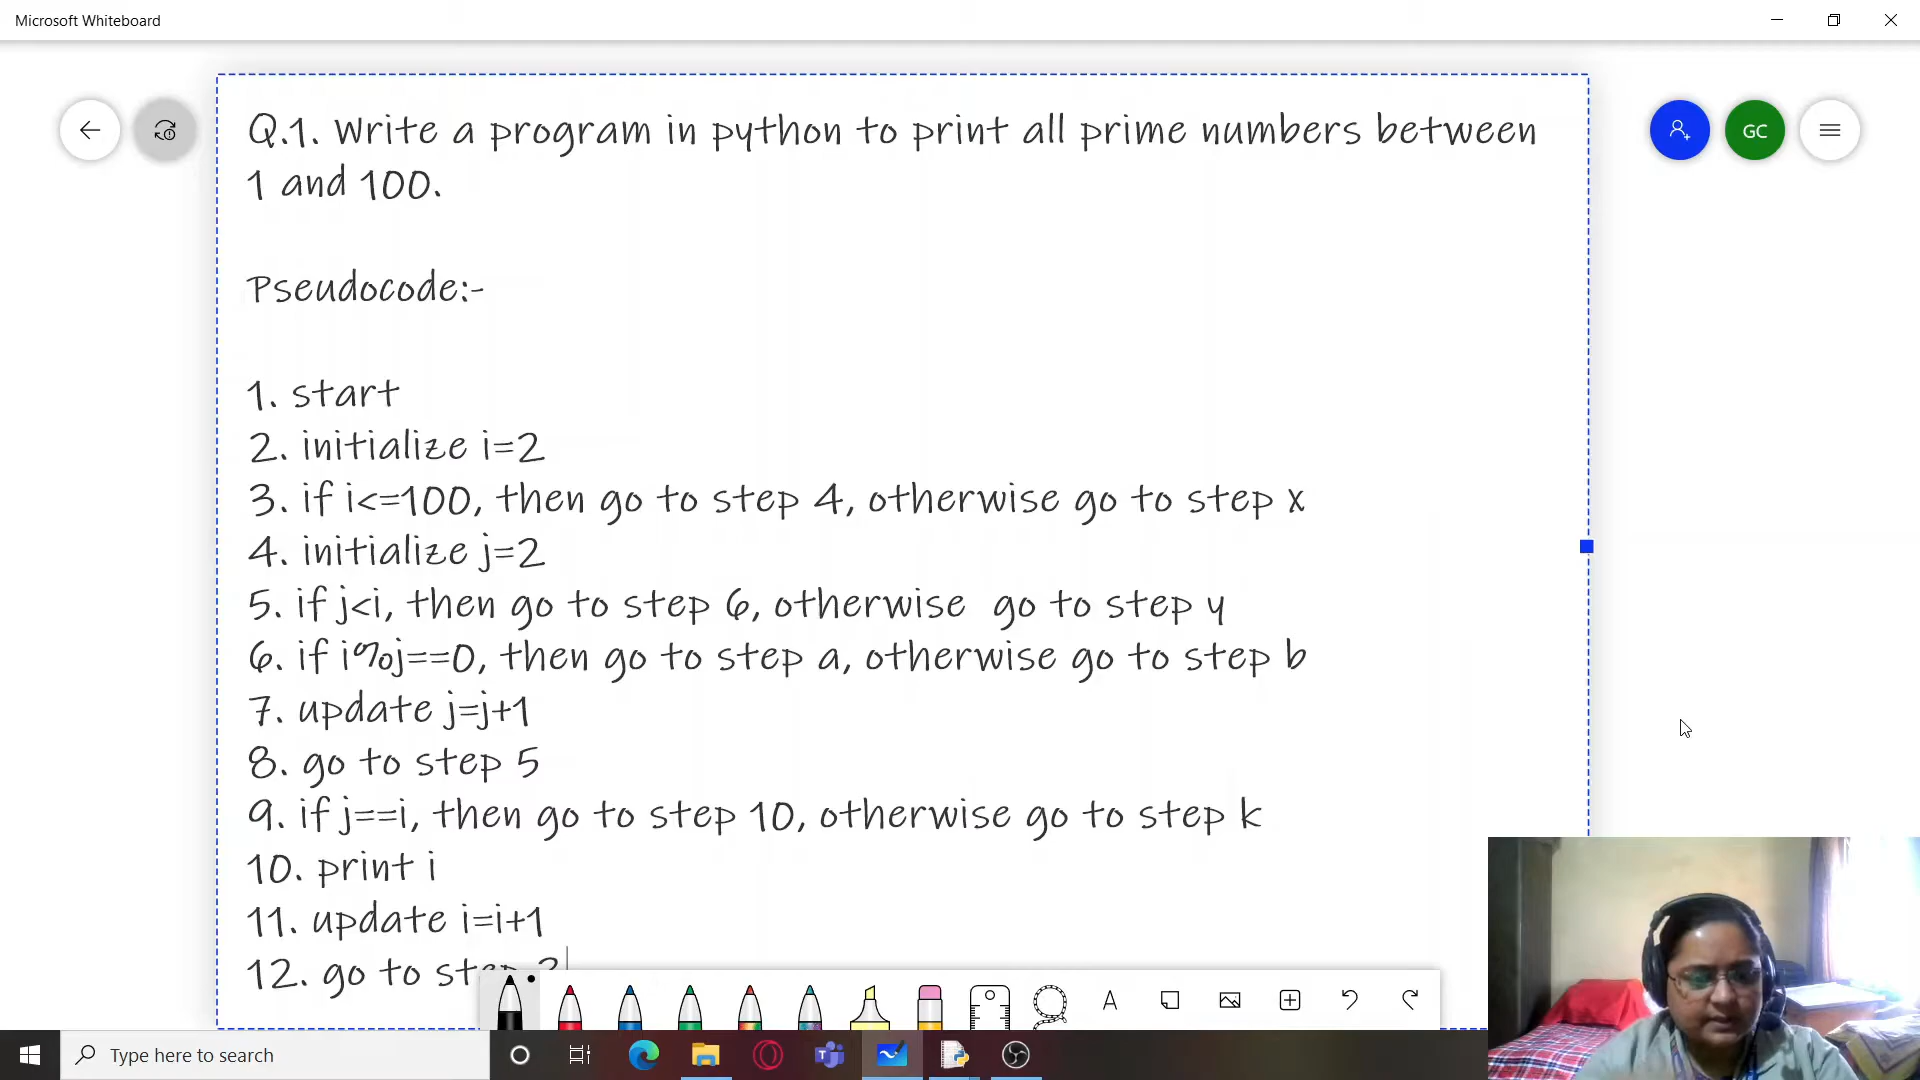 Microsoft Whiteboard
Q.1. Write a program in python to print all prime numbers between
1 and 100.
GC
Pseudocode:-
1. start
2. initialize i=2
3. if i<=100, then go to step 4, otherwise go to step x
4. initialize j=2
5. if j<i, then go to step 6, otherwise  go to step y
6. if i%j==0, then go to step a, otherwise go to step b
7. update j=j+1
8. go to step 5
9. if j==i, then go to step 10, otherwise go to step k
10. print i
11. update i=i+1
12. go to step
A
Type here to search